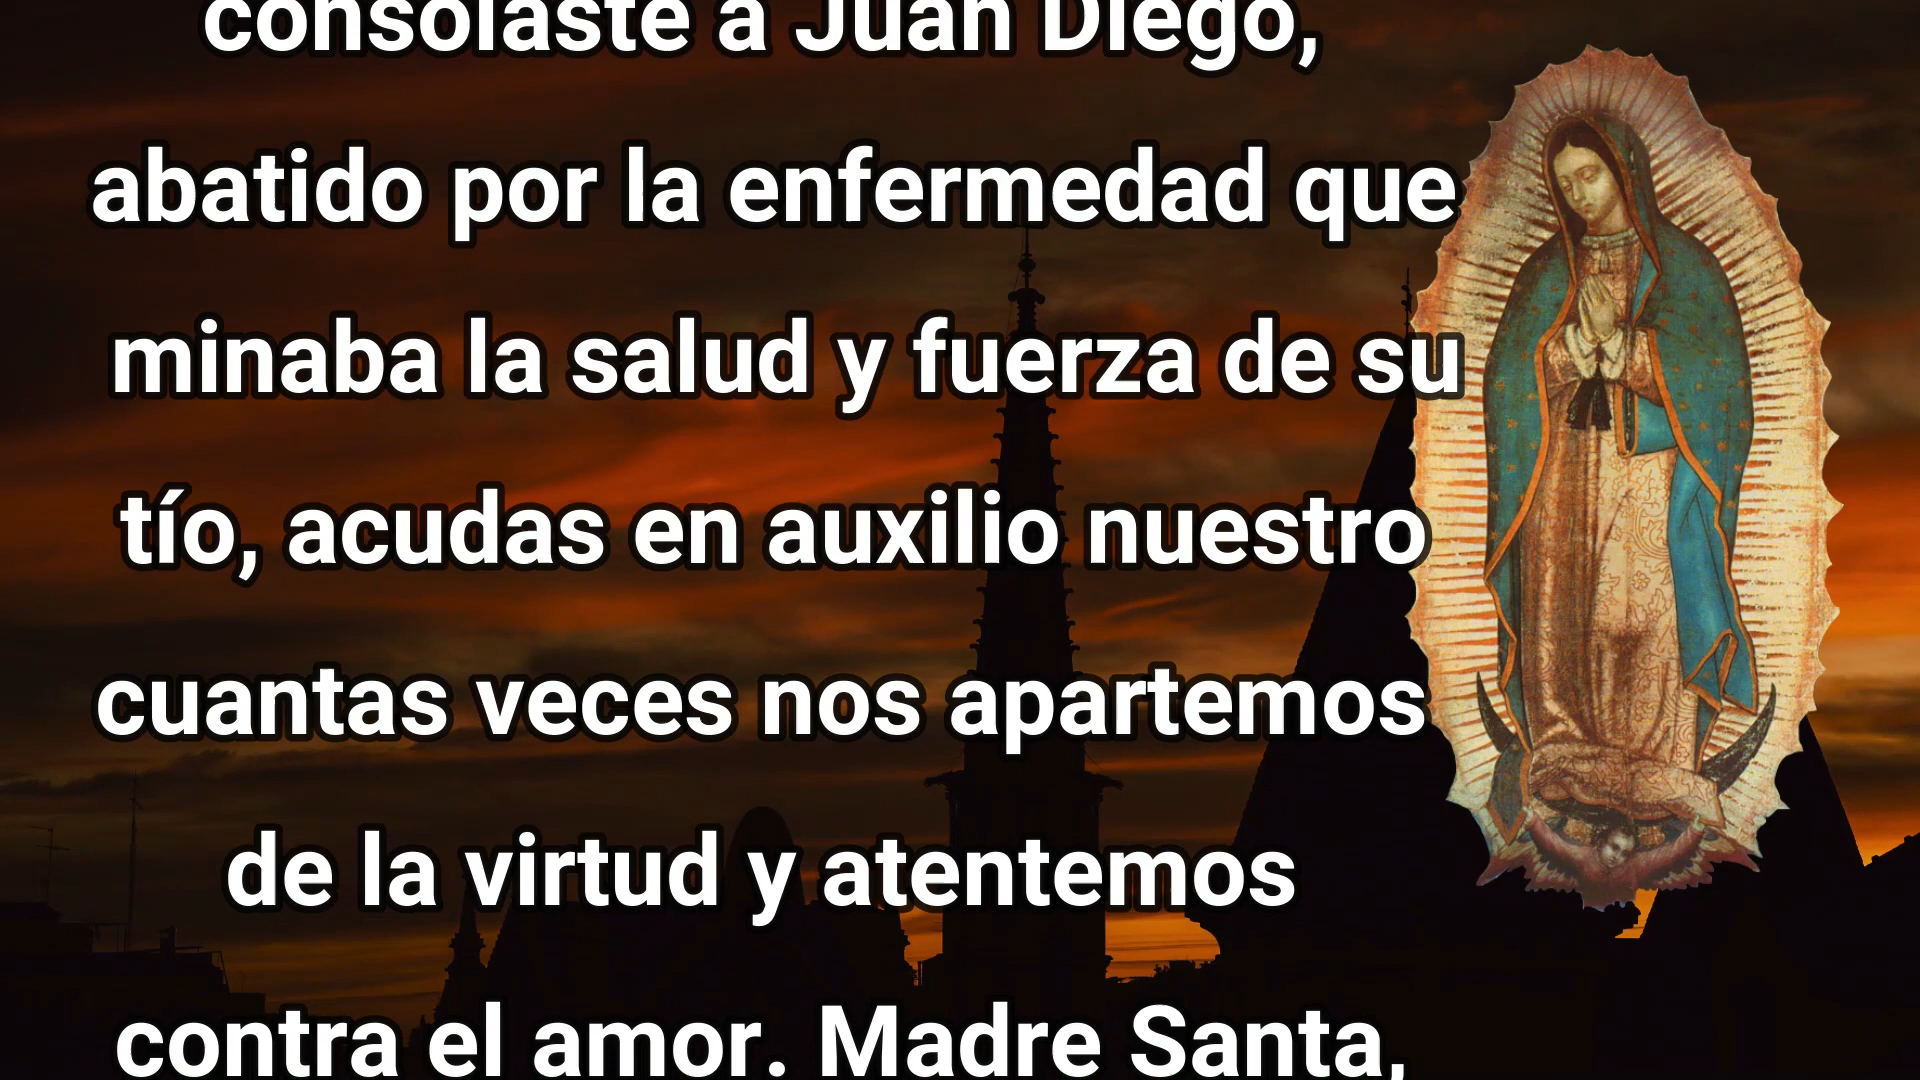 consolaste a Juan Diego,
abatido por la enfermedad que
minaba la salud y fuerza de su
tío, acudas en auxilio nuestro
cuantas veces nos apartemos
de la virtud y atentemos
contra el amor. Madre Santa,